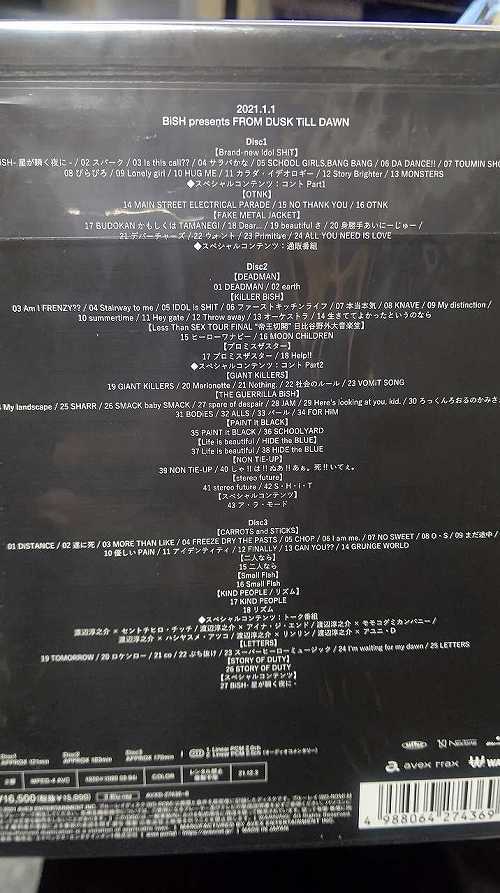 2021.1.1
BiSH presents FROM DUSK TiLL DAWN
Disc1
【Brand-new idol SHiT】
iSH- 星が瞬く夜に - / 02 スパーク / 03 Is this call?? / 04 サラバかな / 05 SCHOOL GIRLS, BANG BANG / 06 DA DANCE!! / 07 TOUMIN SHO
08 ぴらぴろ / 09 Lonely girl / 10 HUG ME / 11 カラダ・イデオロギー / 12 Story Brighter / 13 MONSTERS
◆スペシャルコンテンツ：コント Part1
【OTNK】
14 MAIN STREET ELECTRICAL PARADE / 15 NO THANK YOU / 16 OTNK
【FAKE METAL JACKET】
17 BUDOKAN かもしくは TAMANEGI / 18 Dear... / 19 beautifulさ / 20 身勝手あいにーじゅー /
21 デパーチャーズ / 22 ウォント / 23 Primitive / 24 ALL YOU NEED IS LOVE
◆スペシャルコンテンツ：通販番組
Disc2
【DEADMAN】
01 DEADMAN / 02 earth
【KiLLER BiSH】
03 Am I FRENZY?? / 04 Stairway to me / 05 IDOL is SHiT / 06 ファーストキッチンライフ / 07 本当本気 / 08 KNAVE / 09 My distinction /
10 summertime / 11 Hey gate / 12 Throw away / 13 オーケストラ / 14 生きててよかったというのなら
【Less Than SEX TOUR FiNAL "帝王切開" 日比谷野外大音楽堂】
15 ヒーローワナビー / 16 MOON CHiLDREN
【プロミスザスター】
17 プロミスザスター / 18 Help!!
◆スペシャルコンテンツ：コント Part2
【GiANT KiLLERS】
19 GiANT KiLLERS / 20 Marionette / 21 Nothing. / 22 社会のルール / 23 VOMiT SONG
【THE GUERRiLLA BiSH】
My landscape / 25 SHARR / 26 SMACK baby SMACK / 27 spare of despair / 28 JAM / 29 Here's looking at you, kid. / 30 ろっくんろおるのかみさ
31 BODiES / 32 ALLS / 33 パール / 34 FOR HiM
【PAiNT it BLACK】
35 PAiNT it BLACK / 36 SCHOOLYARD
【Life is beautiful / HiDE the BLUE】
37 Life is beautiful / 38 HiDE the BLUE
【NON TiE-UP】
39 NON TiE-UP / 40 しゃ!!は!!ぬあ!!あぁ。死!!いてぇ。
【stereo future】
41 stereo future / 42 S・H・i・T
【スペシャルコンテンツ】
43 ア・ラ・モード
Disc3
【CARROTS and STiCKS】
01 DiSTANCE / 02 遂に死 / 03 MORE THAN LIKE / 04 FREEZE DRY THE PASTS / 05 CHOP / 06 I am me. / 07 NO SWEET / 08 O・S / 09 まだ途中 /
10 優しいPAiN / 11 アイデンティティ / 12 FiNALLY / 13 CAN YOU?? / 14 GRUNGE WORLD
【二人なら】
15 二人なら
【Small Fish】
16 Small Fish
【KiND PEOPLE / リズム】
17 KiND PEOPLE
18 リズム
◆スペシャルコンテンツ：トーク番組
渡辺淳之介 × セントチヒロ・チッチ / 渡辺淳之介 × アイナ・ジ・エンド / 渡辺淳之介 × モモコグミカンパニー /
渡辺淳之介 × ハシヤスメ・アツコ / 渡辺淳之介 × リンリン / 渡辺淳之介 × アユニ・D
【LETTERS】
19 TOMORROW / 20 ロケンロー / 21 co / 22 ぶち抜け / 23 スーパーヒーローミュージック / 24 I'm waiting for my dawn / 25 LETTERS
【STORY OF DUTY】
26 STORY OF DUTY
【スペシャルコンテンツ】
27 BiSH- 星が瞬く夜に -
Disc1 Disc2 Disc3
1. Linear PCM 2.0ch
MPEG-4 AVC COLOR レンタル禁止 21.12.3
¥16,500
avex trax
4 988064 274369